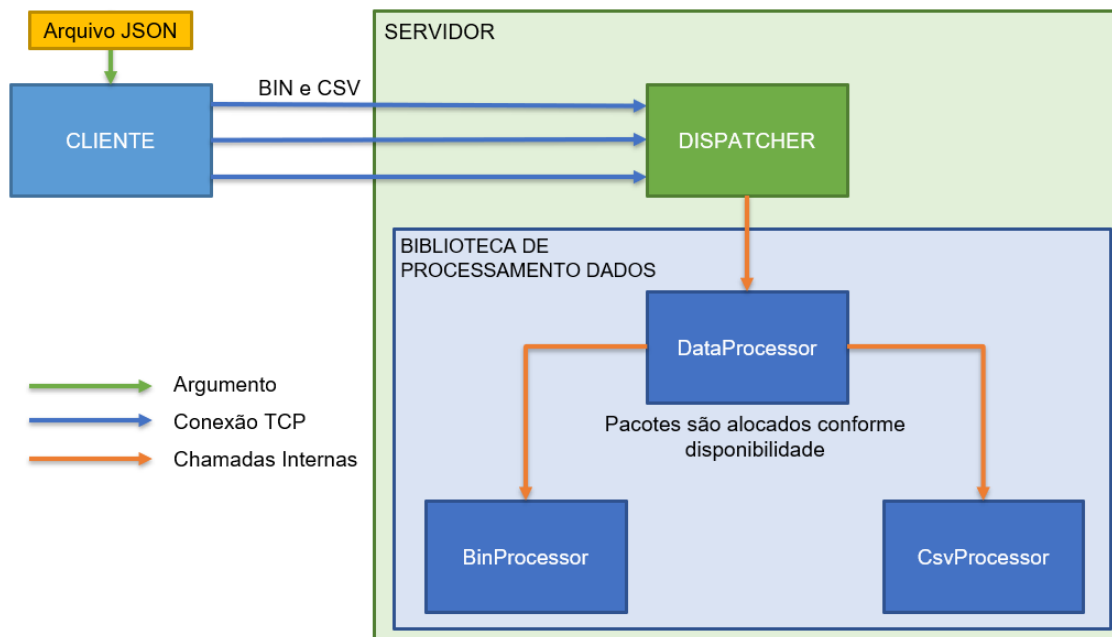 Arquivo JSON
SERVIDOR
BIN e CSV
CLIENTE
DISPATCHER
BIBLIOTECA DE
PROCESSAMENTO DADOS
DataProcessor
Argumento
Conexão TCP
Chamadas Internas
Pacotes são alocados conforme
disponibilidade
BinProcessor
CsvProcessor